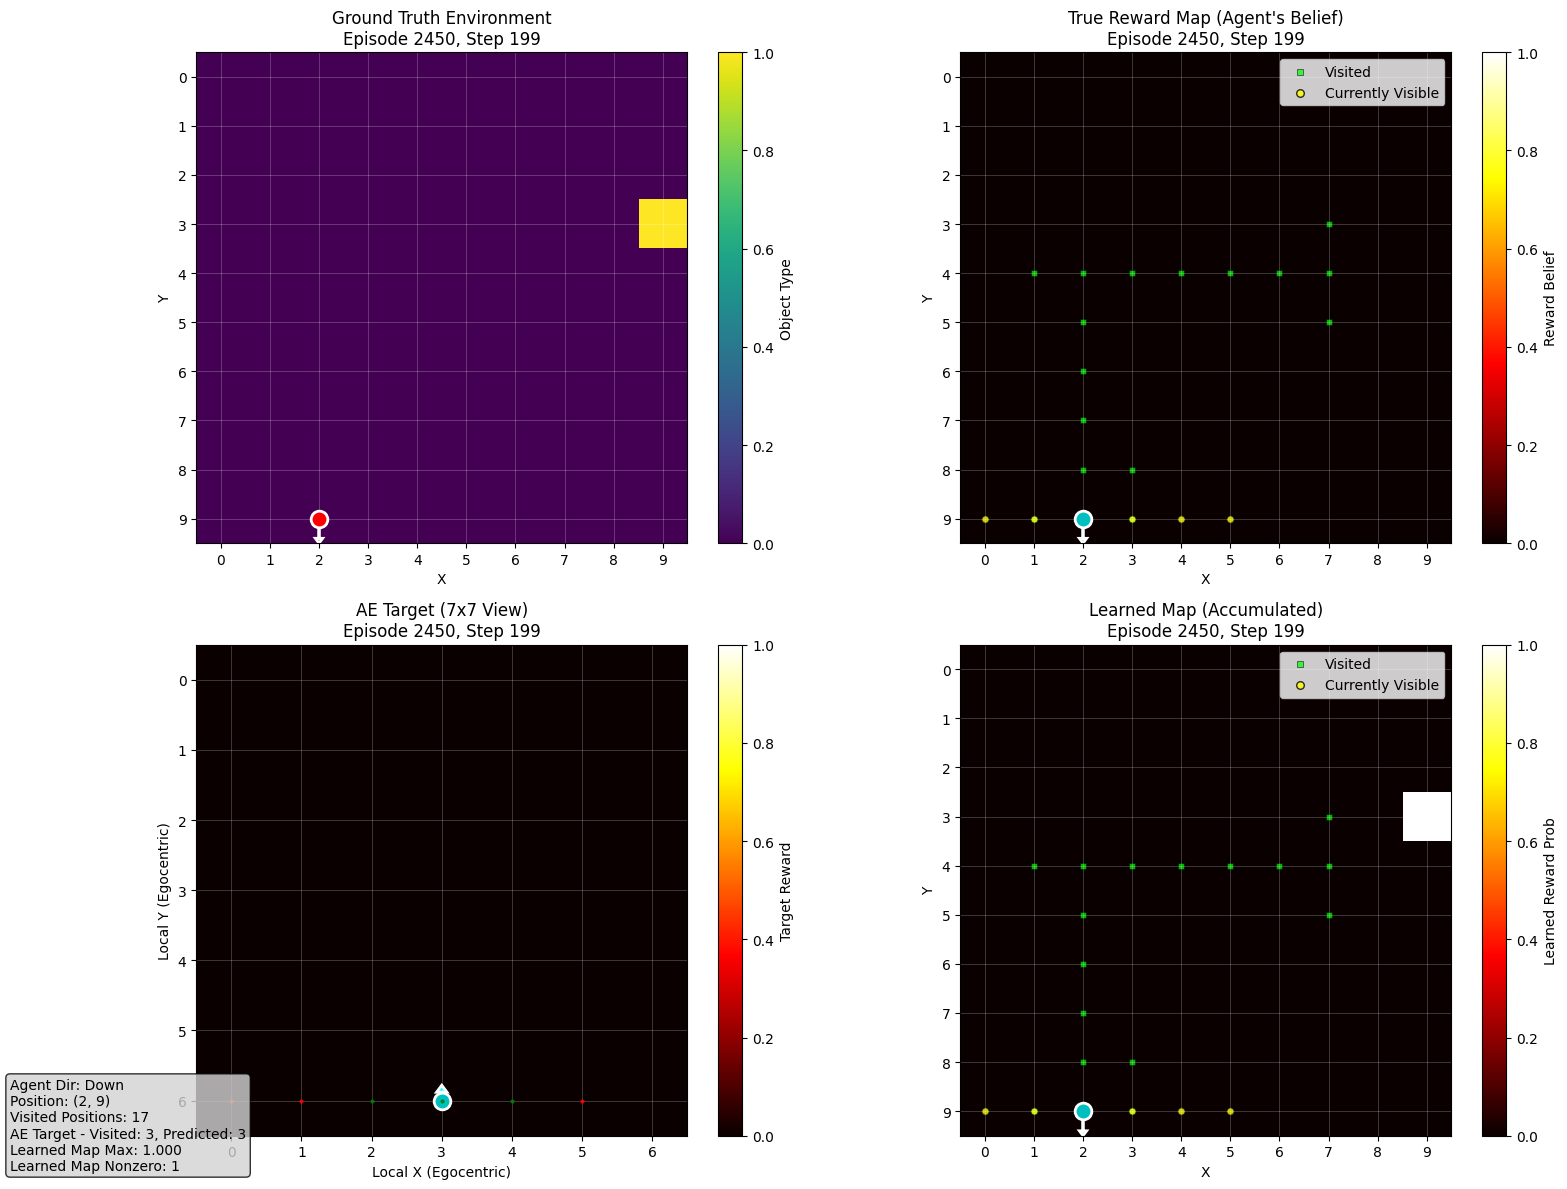 Ground Truth Environment
Episode 2450, Step 199
0
1
2
3
4
5
6
7
8
9
Y
0 1 2 3 4 5 6 7 8 9
X
1.0
0.8
0.6
0.4
0.2
0.0
Object Type
True Reward Map (Agent's Belief)
Episode 2450, Step 199
Visited
Currently Visible
0
1
2
3
4
5
6
7
8
9
Y
0 1 2 3 4 5 6 7 8 9
X
1.0
0.8
0.6
0.4
0.2
0.0
Reward Belief
AE Target (7x7 View)
Episode 2450, Step 199
0
1
2
3
4
5
6
Local Y (Egocentric)
0 1 2 3 4 5 6
Local X (Egocentric)
1.0
0.8
0.6
0.4
0.2
0.0
Target Reward
Agent Dir: Down
Position: (2, 9)
Visited Positions: 17
AE Target - Visited: 3, Predicted: 3
Learned Map Max: 1.000
Learned Map Nonzero: 1
Learned Map (Accumulated)
Episode 2450, Step 199
Visited
Currently Visible
0
1
2
3
4
5
6
7
8
9
Y
0 1 2 3 4 5 6 7 8 9
X
1.0
0.8
0.6
0.4
0.2
0.0
Learned Reward Prob